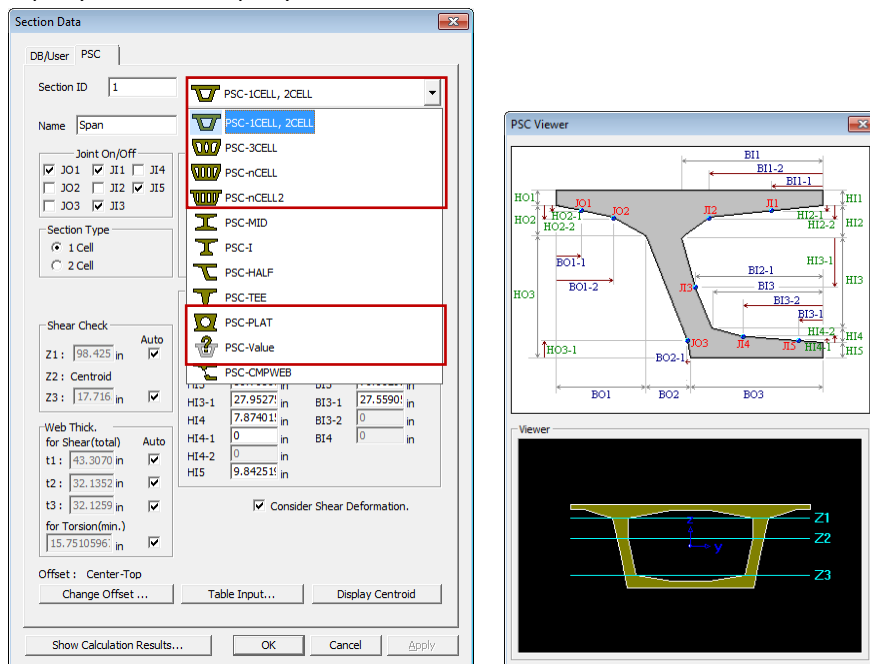 Section Data
DB/User PSC
Section ID 1
PSC-1CELL, 2CELL
Name Span
Joint On/Off
JO1 JI1 JI4
JO2 JI2 JI5
JO3 JI3
Section Type
1 Cell
2 Cell
PSC-1CELL, 2CELL
PSC-3CELL
PSC-nCELL
PSC-nCELL2
PSC-MID
PSC-I
PSC-HALF
PSC-TEE
PSC-PLAT
PSC-Value
PSC-CMPWEB
Shear Check
Auto
Z1 : 98.425 in
Z2 : Centroid
Z3 : 17.716 in
Web Thick.
for Shear(total) Auto
t1 : 43.3070 in
t2 : 32.1352 in
t3 : 32.1259 in
for Torsion(min.)
15.7510596 in
HI3-1 27.9527 in BI3-1 27.5590 in
HI4 7.87401 in BI3-2 0 in
HI4-1 0 in BI4 0 in
HI4-2 0 in
HI5 9.84251 in
Consider Shear Deformation.
Offset : Center-Top
Change Offset ... Table Input... Display Centroid
Show Calculation Results... OK Cancel Apply
PSC Viewer
BI1
BI1-2
BI1-1
HO1 JO1 JI1 HI1
HO2 HO2-1 JO2 JI2 HI2-1 HI2
HO2-2 HI2-2
BO1-1 HI3-1
BI2-1
BO1-2 JI3 BI3 HI3
HO3 BI3-2
BI3-1
HI4-2 HI4
HO3-1 JO3 JI4 JI5 HI4-1 HI5
BO2-1
BO1 BO2 BO3
Viewer
Z1
z
Z2
y
Z3